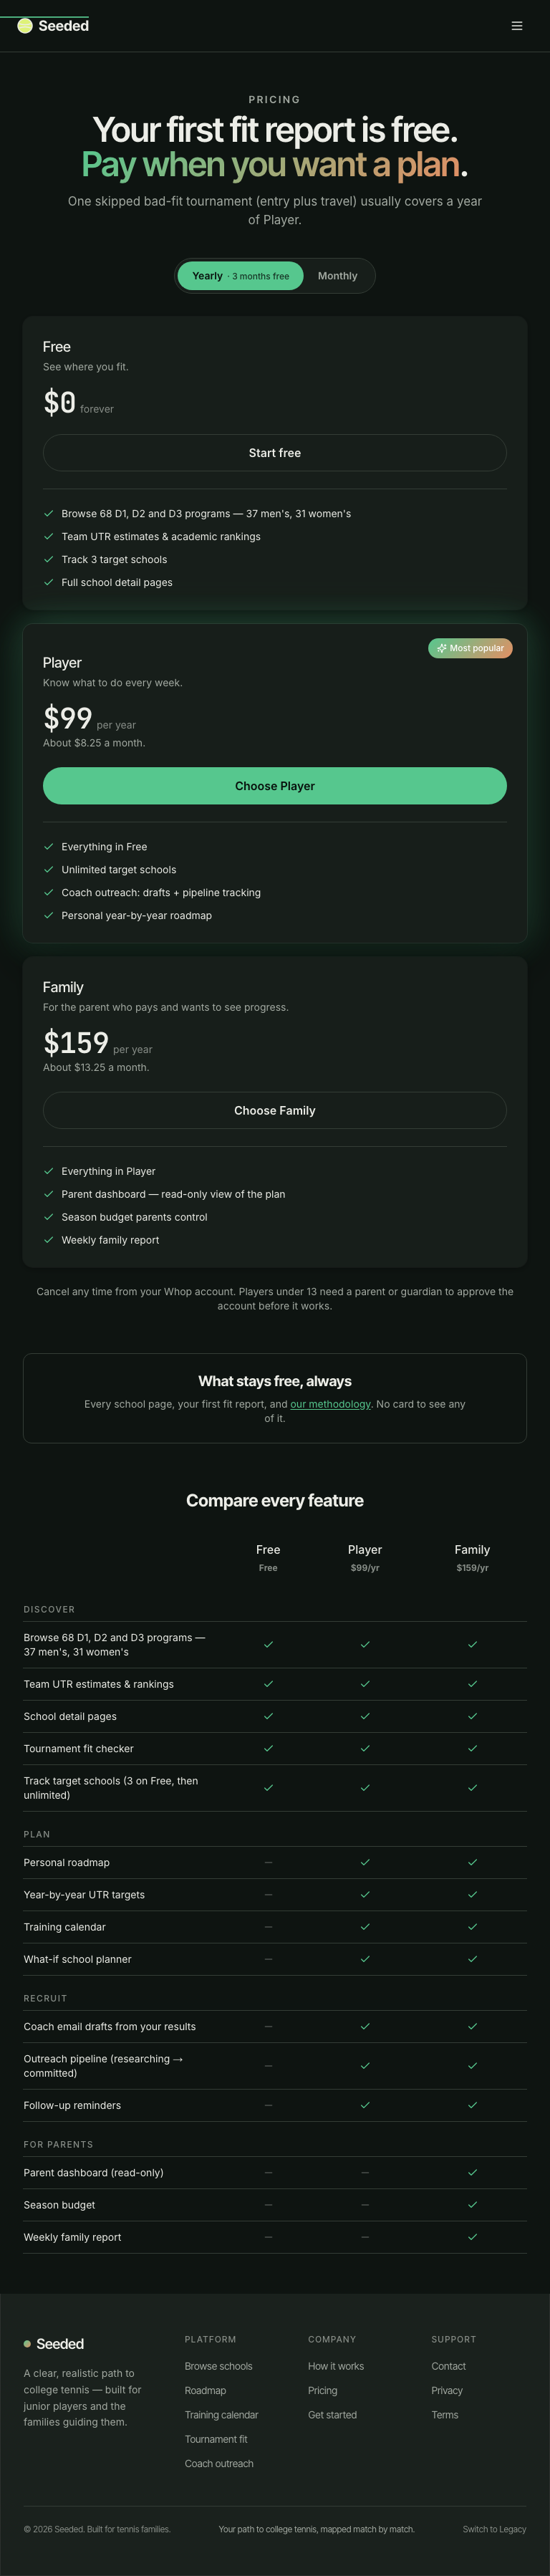 Seeded
PRICING
Your first fit report is free.
Pay when you want a plan.
One skipped bad-fit tournament (entry plus travel) usually covers a year
of Player.
Yearly · 3 months free
Monthly
Free
See where you fit.
$0 forever
Start free
Browse 68 D1, D2 and D3 programs — 37 men's, 31 women's
Team UTR estimates & academic rankings
Track 3 target schools
Full school detail pages
Most popular
Player
Know what to do every week.
$99 per year
About $8.25 a month.
Choose Player
Everything in Free
Unlimited target schools
Coach outreach: drafts + pipeline tracking
Personal year-by-year roadmap
Family
For the parent who pays and wants to see progress.
$159 per year
About $13.25 a month.
Choose Family
Everything in Player
Parent dashboard — read-only view of the plan
Season budget parents control
Weekly family report
Cancel any time from your Whop account. Players under 13 need a parent or guardian to approve the
account before it works.
What stays free, always
Every school page, your first fit report, and our methodology. No card to see any
of it.
Compare every feature
Free Player Family
Free $99/yr $159/yr
DISCOVER
Browse 68 D1, D2 and D3 programs —
37 men's, 31 women's
Team UTR estimates & rankings
School detail pages
Tournament fit checker
Track target schools (3 on Free, then
unlimited)
PLAN
Personal roadmap
Year-by-year UTR targets
Training calendar
What-if school planner
RECRUIT
Coach email drafts from your results
Outreach pipeline (researching →
committed)
Follow-up reminders
FOR PARENTS
Parent dashboard (read-only)
Season budget
Weekly family report
Seeded
A clear, realistic path to
college tennis — built for
junior players and the
families guiding them.
PLATFORM
Browse schools
Roadmap
Training calendar
Tournament fit
Coach outreach
COMPANY
How it works
Pricing
Get started
SUPPORT
Contact
Privacy
Terms
© 2026 Seeded. Built for tennis families.
Your path to college tennis, mapped match by match.
Switch to Legacy